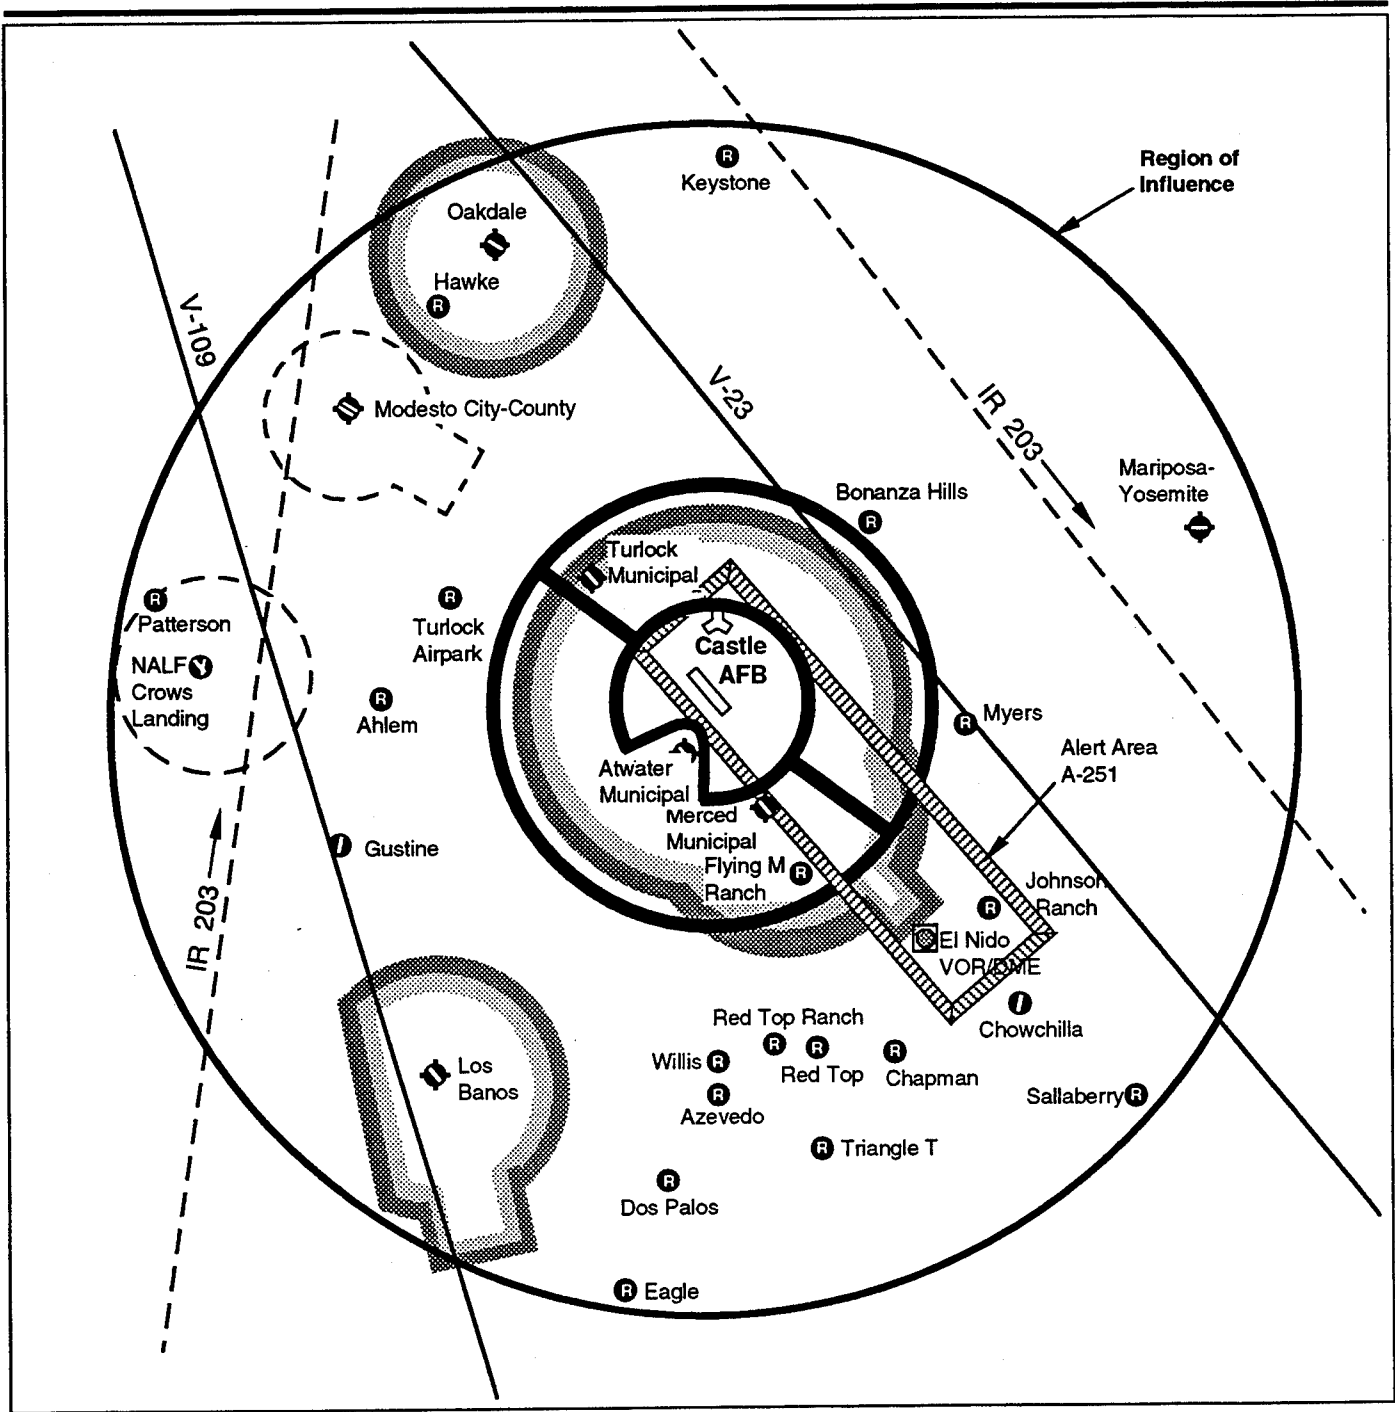 Region of
Influence
R
Keystone
Oakdale
Hawke
R
V-109
Modesto City-County
V-23
IR 203
Mariposa-
Yosemite
Bonanza Hills
R
Turlock
Municipal
R
Patterson
R
Turlock
Airpark
Castle
AFB
NALF
Crows
Landing
R
Ahlem
R
Myers
Alert Area
A-251
Atwater
Municipal
Merced
Municipal
Gustine
Flying M
Ranch
R
Johnson
Ranch
R
IR 203
El Nido
VOR/DME
Chowchilla
Red Top Ranch
R
R
Red Top
Willis R
R
Chapman
Los
Banos
R
Azevedo
Sallaberry R
R Triangle T
R
Dos Palos
R Eagle